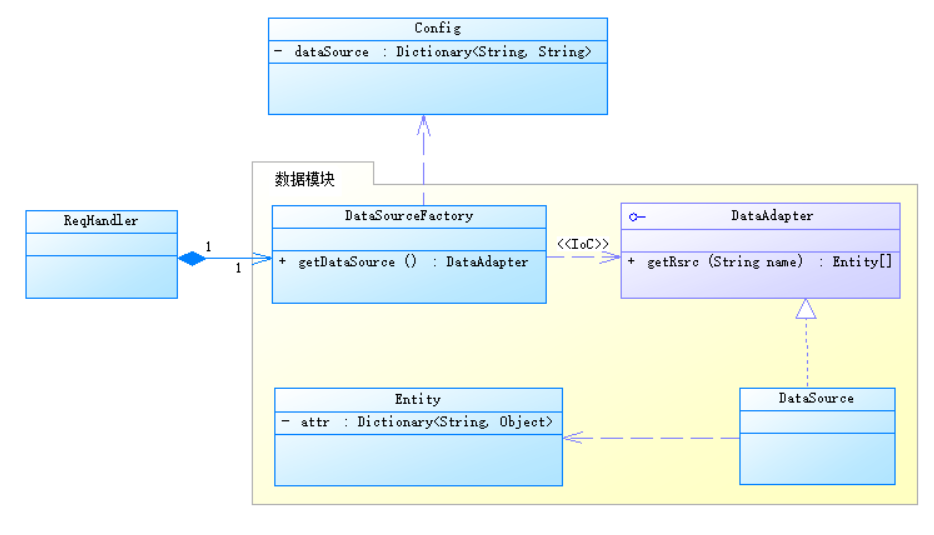 Config
- dataSource : Dictionary<String, String>
数据模块
ReqHandler
1
1
DataSourceFactory
+ getDataSource () : DataAdapter
<<IoC>>
DataAdapter
+ getRsrc (String name) : Entity[]
Entity
- attr : Dictionary<String, Object>
DataSource